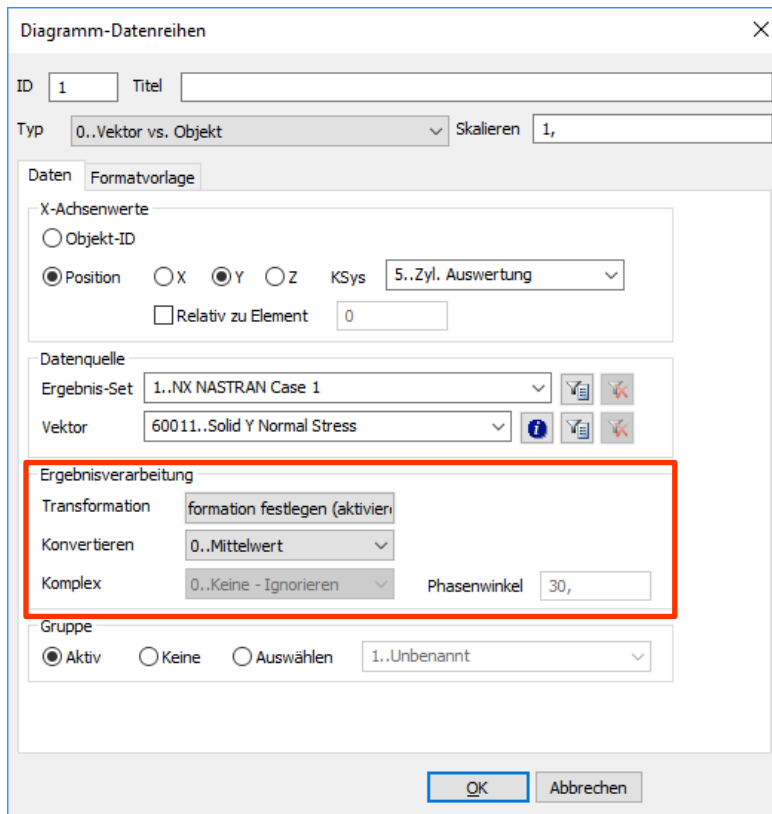 Diagramm-Datenreihen
ID 1 Titel
Typ 0..Vektor vs. Objekt Skalieren 1,
Daten Formatvorlage
X-Achsenwerte
Objekt-ID
Position X Y Z KSys 5..Zyl. Auswertung
Relativ zu Element 0
Datenquelle
Ergebnis-Set 1..NX NASTRAN Case 1
Vektor 60011..Solid Y Normal Stress
Ergebnisverarbeitung
Transformation formation festlegen (aktivier
Konvertieren 0..Mittelwert
Komplex 0..Keine - Ignorieren Phasenwinkel 30,
Gruppe
Aktiv Keine Auswählen 1..Unbenannt
OK Abbrechen